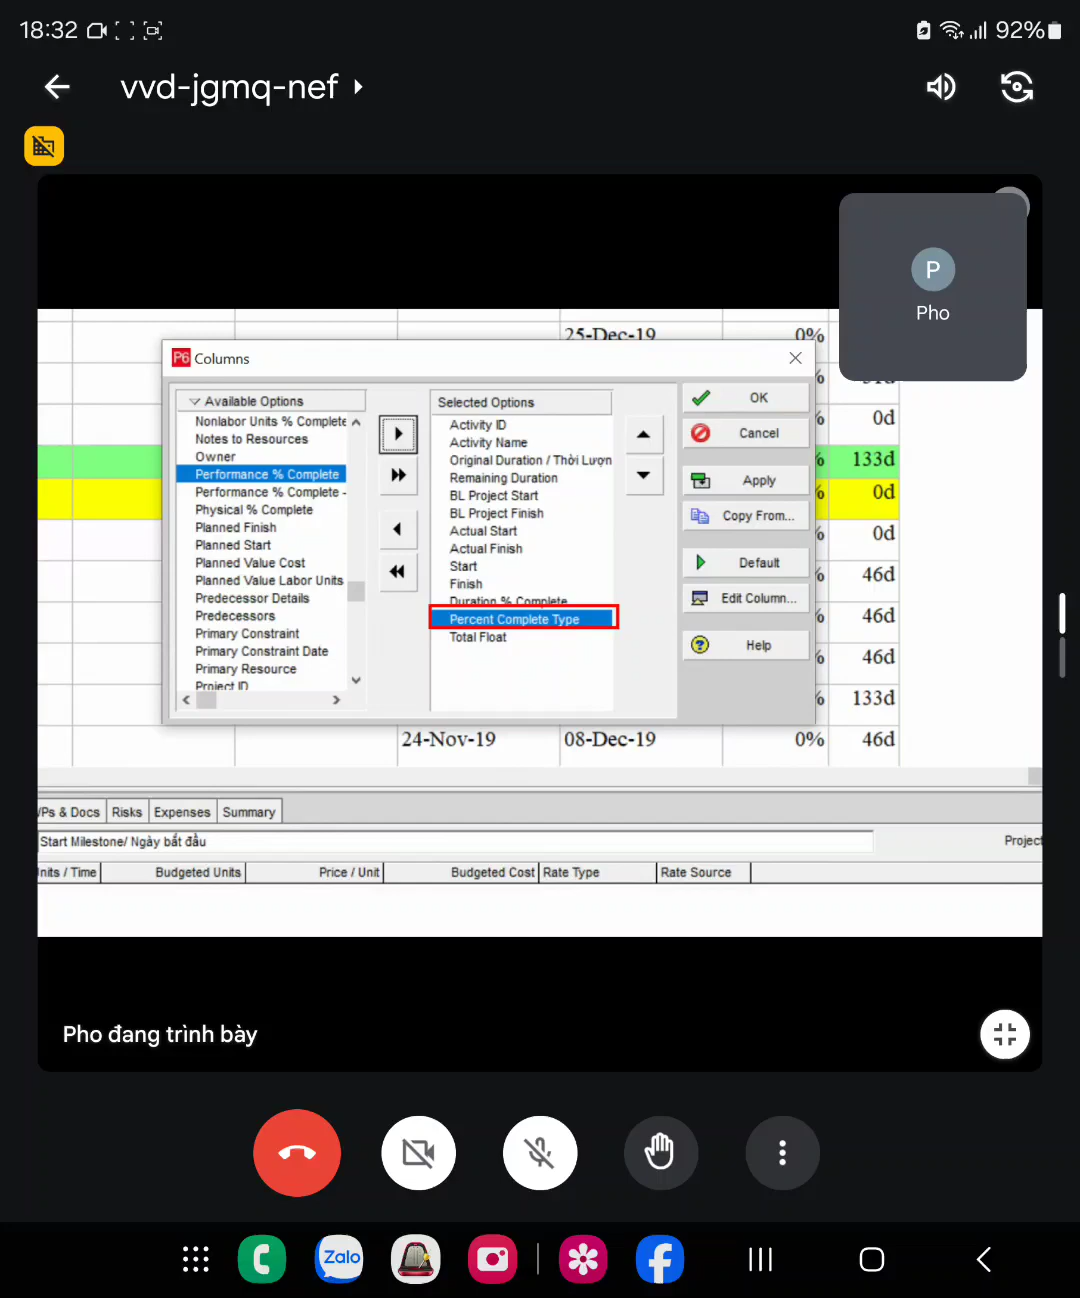 18:32
92%
vvd-jgmq-nef
P
Pho
25-Dec-19 0%
P6 Columns
Available Options
Nonlabor Units % Complete
Notes to Resources
Owner
Performance % Complete
Performance % Complete -
Physical % Complete
Planned Finish
Planned Start
Planned Value Cost
Planned Value Labor Units
Predecessor Details
Predecessors
Primary Constraint
Primary Constraint Date
Primary Resource
Project ID
Selected Options
Activity ID
Activity Name
Original Duration / Thời Lượn
Remaining Duration
BL Project Start
BL Project Finish
Actual Start
Actual Finish
Start
Finish
Duration % Complete
Percent Complete Type
Total Float
OK
Cancel
Apply
Copy From...
Default
Edit Column...
Help
% 0d
% 133d
% 0d
% 0d
% 46d
% 46d
% 46d
% 133d
24-Nov-19 08-Dec-19 0% 46d
/Ps & Docs Risks Expenses Summary
Start Milestone/ Ngày bắt đầu Project
Inits / Time Budgeted Units Price / Unit Budgeted Cost Rate Type Rate Source
Pho đang trình bày
Zalo